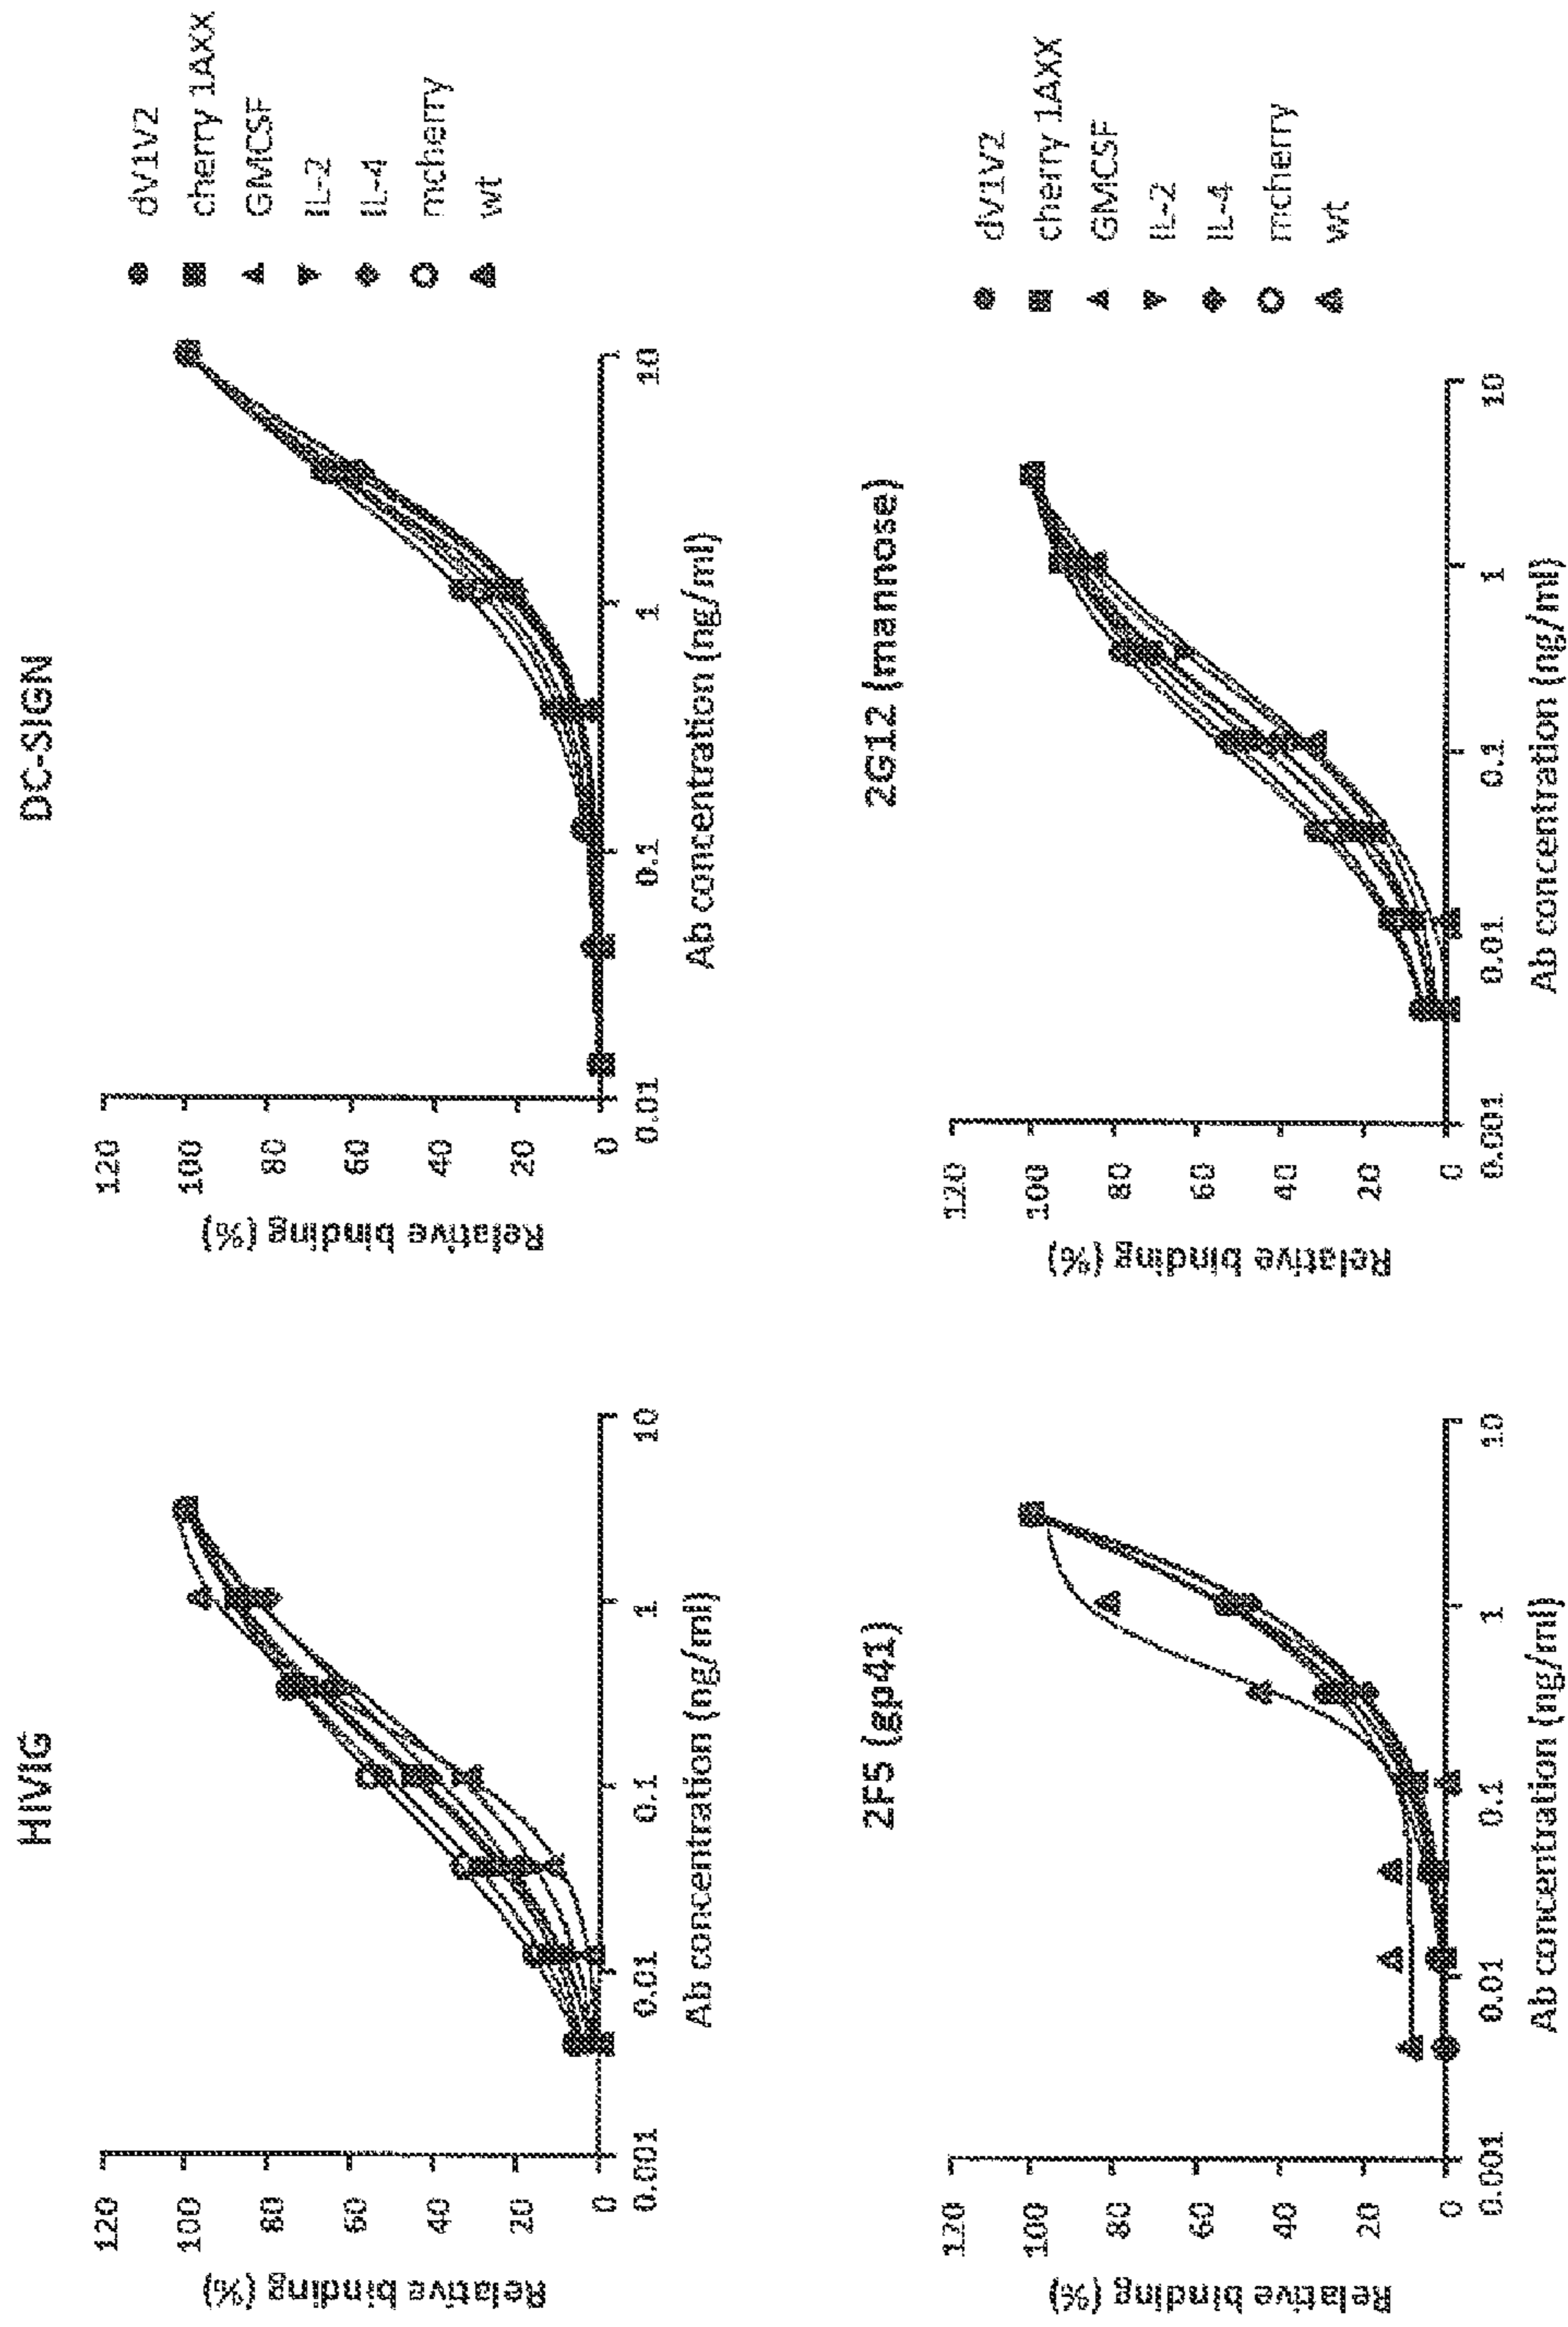 HIVIG
Relative binding (%)
120
100
80
60
40
20
0
0.001
0.01
0.1
1
10
Ab concentration (ng/ml)
DC-SIGN
Relative binding (%)
120
100
80
60
40
20
0
0.01
0.1
1
10
Ab concentration (ng/ml)
dV1V2
cherry 1AXX
GMCSF
IL-2
IL-4
mcherry
wt
2F5 (gp41)
Relative binding (%)
120
100
80
60
40
20
0
0.001
0.01
0.1
1
10
Ab concentration (ng/ml)
2G12 (mannose)
Relative binding (%)
120
100
80
60
40
20
0
0.001
0.01
0.1
1
10
Ab concentration (ng/ml)
dV1V2
cherry 1AXX
GMCSF
IL-2
IL-4
mcherry
wt